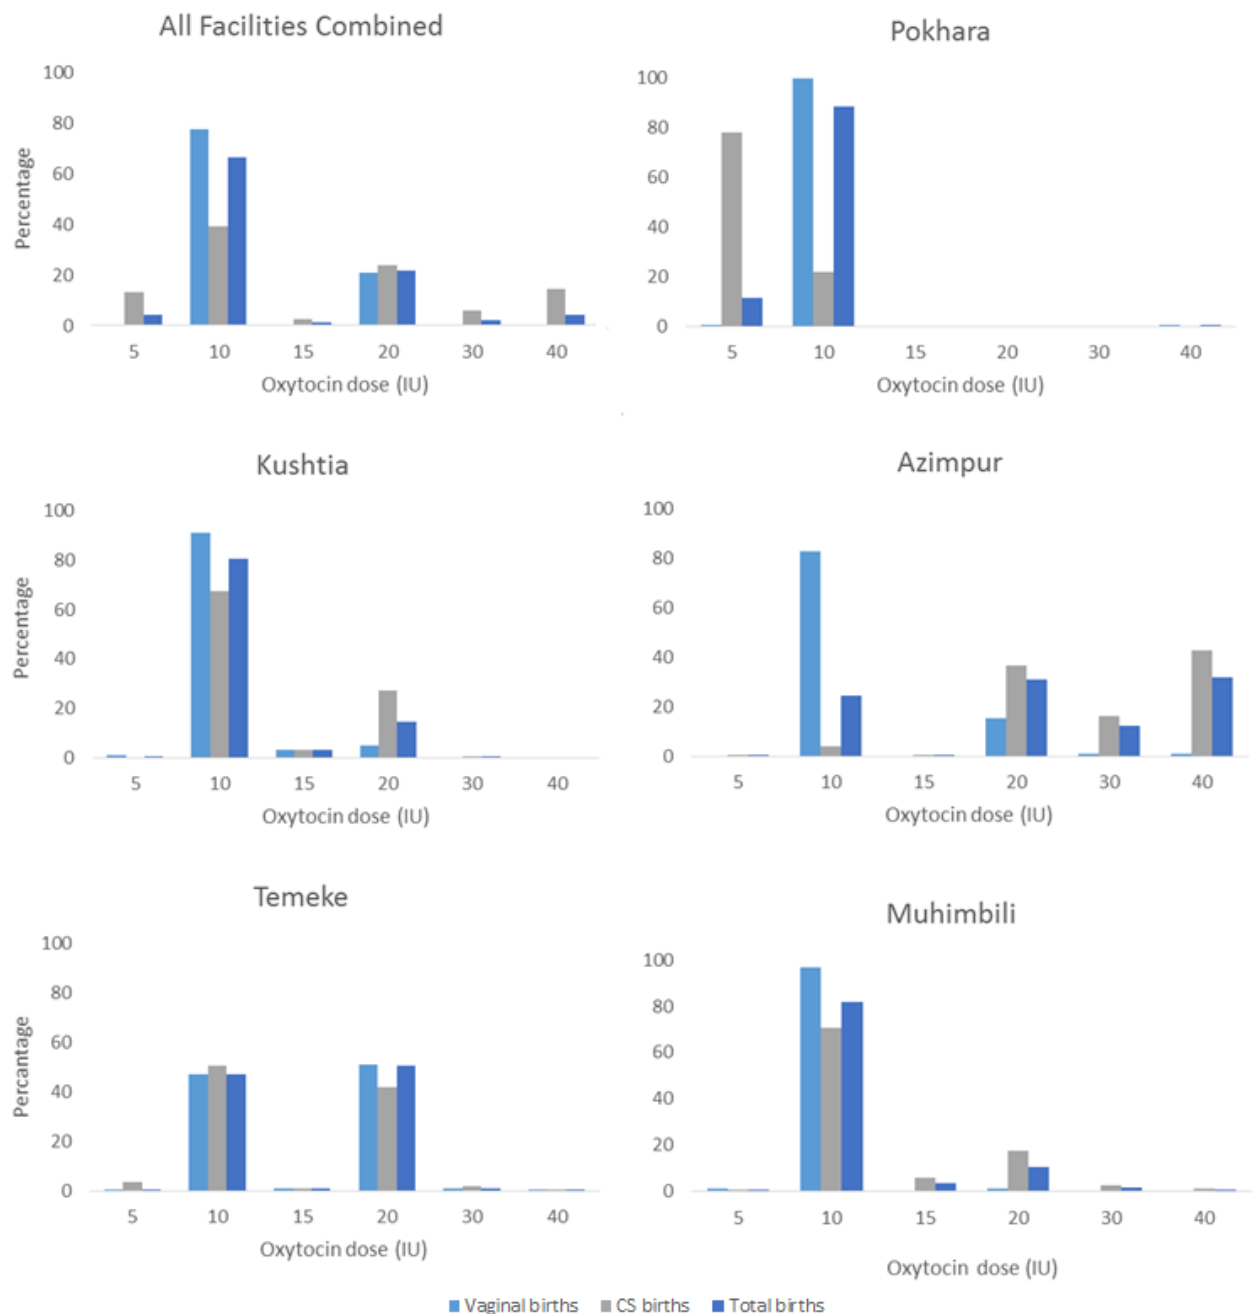 All Facilities Combined
100
80
60
40
20
0
Percentage
5 10 15 20 30 40
Oxytocin dose (IU)
Pokhara
100
80
60
40
20
0
5 10 15 20 30 40
Oxytocin dose (IU)
Kushtia
100
80
60
40
20
0
Percentage
5 10 15 20 30 40
Oxytocin dose (IU)
Azimpur
100
80
60
40
20
0
5 10 15 20 30 40
Oxytocin dose (IU)
Temeke
100
80
60
40
20
0
Percantage
5 10 15 20 30 40
Oxytocin dose (IU)
Muhimbili
100
80
60
40
20
0
5 10 15 20 30 40
Oxytocin dose (IU)
Vaginal births CS births Total births